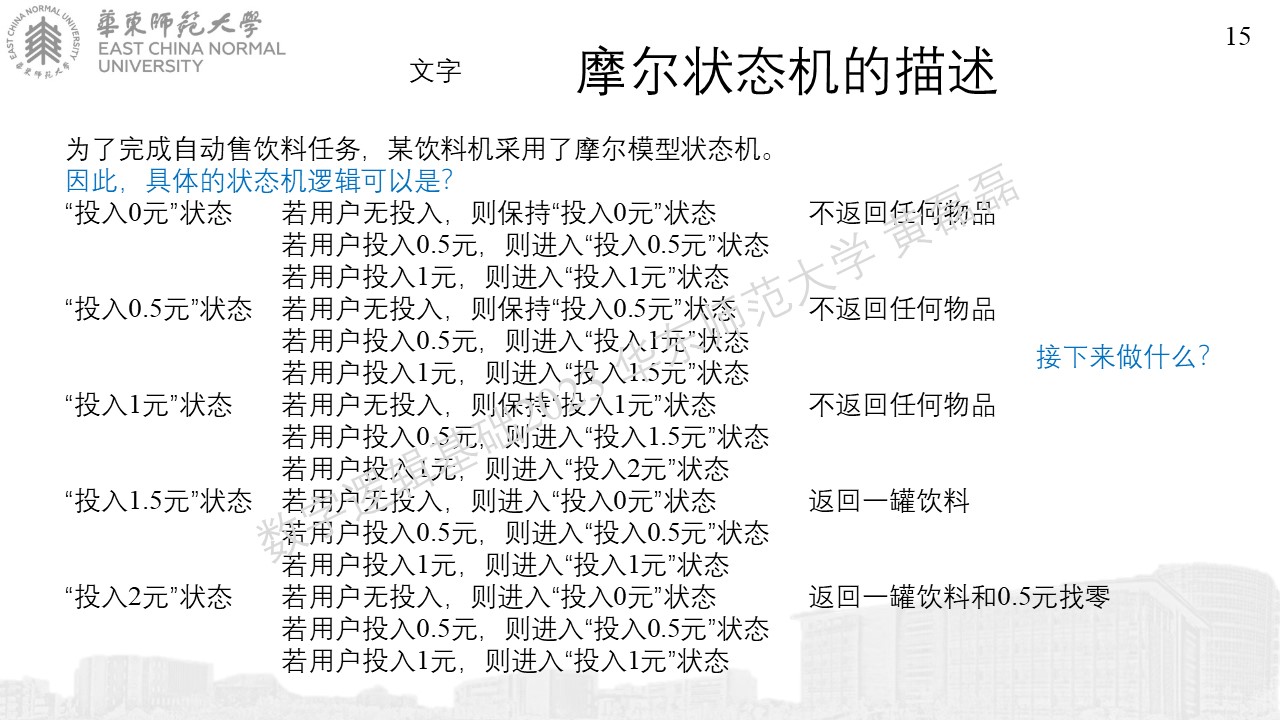 華東師範大學
EAST CHINA NORMAL
UNIVERSITY
15
文字
摩尔状态机的描述
为了完成自动售饮料任务，某饮料机采用了摩尔模型状态机。
因此，具体的状态机逻辑可以是？
“投入0元”状态 若用户无投入，则保持“投入0元”状态 不返回任何物品
若用户投入0.5元，则进入“投入0.5元”状态
若用户投入1元，则进入“投入1元”状态
“投入0.5元”状态 若用户无投入，则保持“投入0.5元”状态 不返回任何物品
若用户投入0.5元，则进入“投入1元”状态
接下来做什么？
若用户投入1元，则进入“投入1.5元”状态
“投入1元”状态 若用户无投入，则保持“投入1元”状态 不返回任何物品
若用户投入0.5元，则进入“投入1.5元”状态
若用户投入1元，则进入“投入2元”状态
“投入1.5元”状态 若用户无投入，则进入“投入0元”状态 返回一罐饮料
若用户投入0.5元，则进入“投入0.5元”状态
若用户投入1元，则进入“投入1元”状态
“投入2元”状态 若用户无投入，则进入“投入0元”状态 返回一罐饮料和0.5元找零
若用户投入0.5元，则进入“投入0.5元”状态
若用户投入1元，则进入“投入1元”状态
数字逻辑基础2023 华东师范大学 黄磊磊
EAST CHINA NORMAL UNIVERSITY
華東师范大学